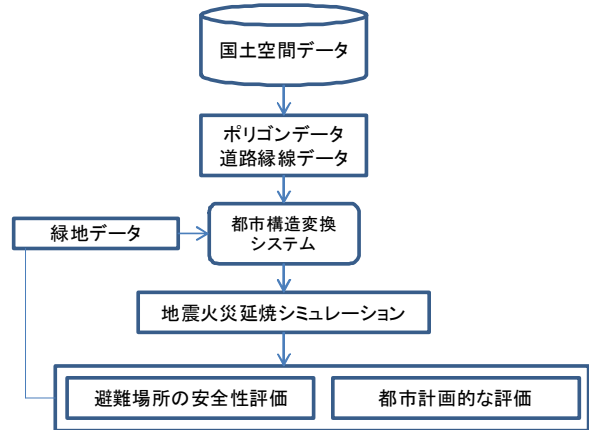 国土空間データ
ポリゴンデータ
道路縁線データ
緑地データ
都市構造変換
システム
地震火災延焼シミュレーション
避難場所の安全性評価
都市計画的な評価